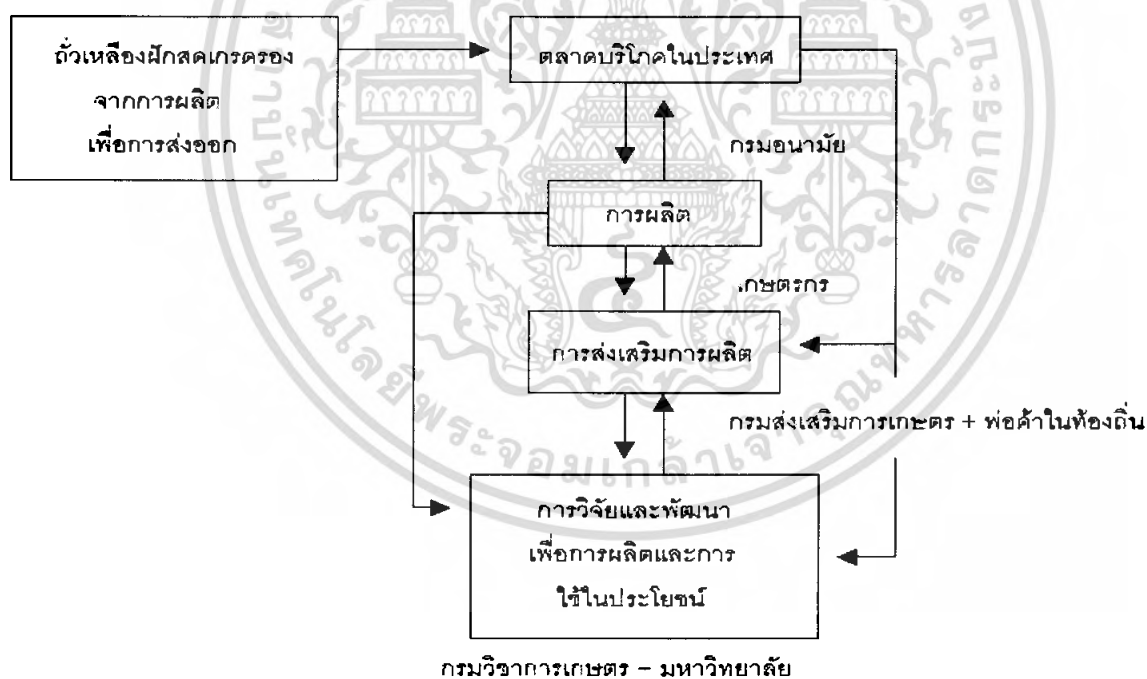 ถั่วเหลืองฝักสดเกรดรอง
จากการผลิต
เพื่อการส่งออก
ตลาดบริโภคในประเทศ
กรมอนามัย
การผลิต
เกษตรกร
การส่งเสริมการผลิต
กรมส่งเสริมการเกษตร + พ่อค้าในท้องถิ่น
การวิจัยและพัฒนา
เพื่อการผลิตและการ
ใช้ในประโยชน์
กรมวิชาการเกษตร – มหาวิทยาลัย